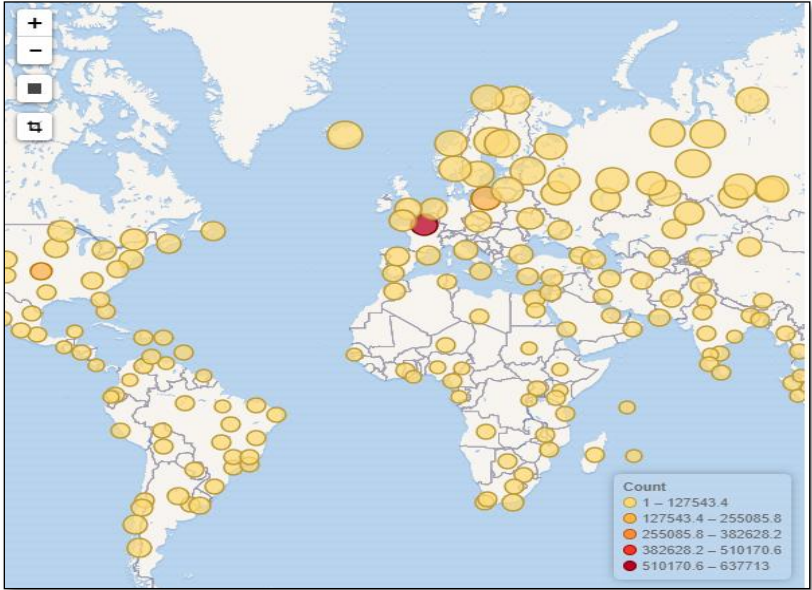 +
−
Count
1 – 127543.4
127543.4 – 255085.8
255085.8 – 382628.2
382628.2 – 510170.6
510170.6 – 637713